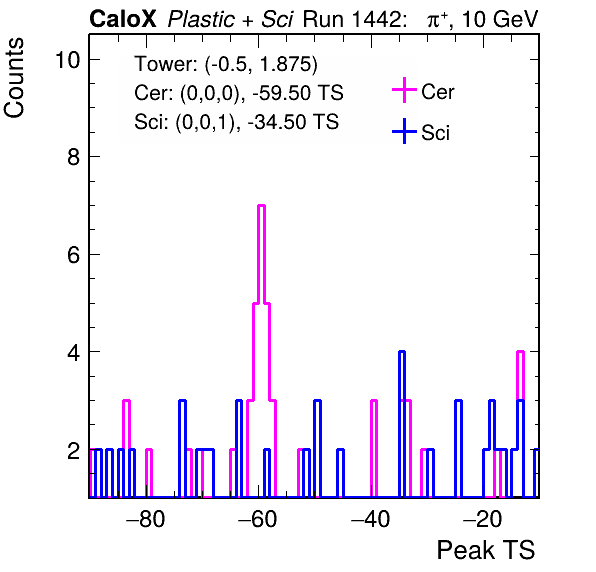 CaloX Plastic + Sci Run 1442: π+, 10 GeV
Counts
Tower: (-0.5, 1.875)
Cer: (0,0,0), -59.50 TS
Sci: (0,0,1), -34.50 TS
Cer
Sci
10
8
6
4
2
−80 −60 −40 −20
Peak TS